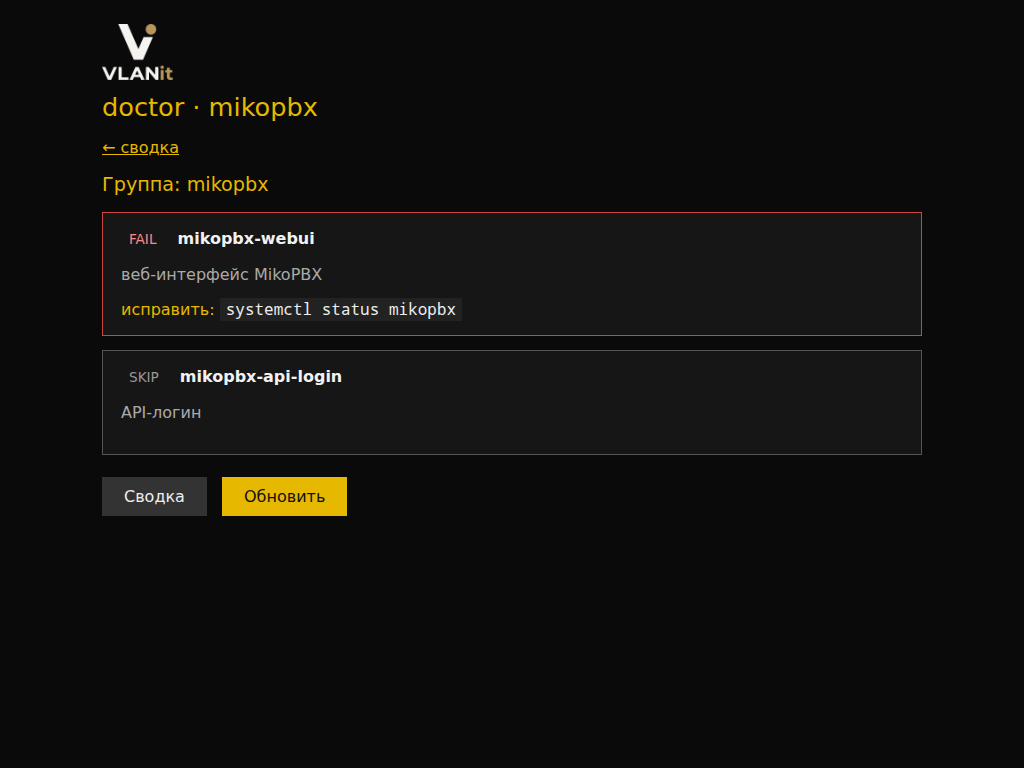 VLANit
doctor · mikopbx
← сводка
Группа: mikopbx
FAIL mikopbx-webui
веб-интерфейс MikoPBX
исправить: systemctl status mikopbx
SKIP mikopbx-api-login
API-логин
Сводка Обновить